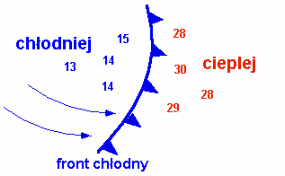 28
chłodniej 15
14 30 cieplej
13
14 28
29
front chłodny